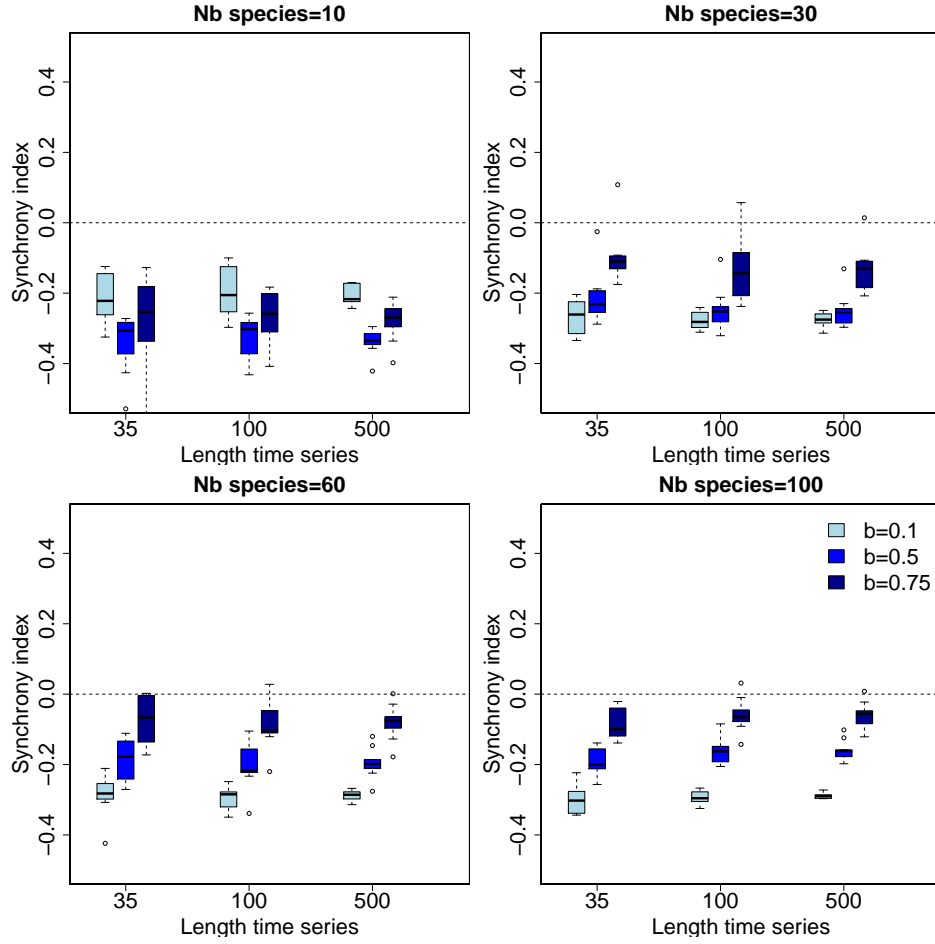 Nb species=10
Synchrony index
0.4
0.2
0.0
−0.2
−0.4
35 100 500
Length time series
Nb species=30
Synchrony index
0.4
0.2
0.0
−0.2
−0.4
35 100 500
Length time series
Nb species=60
Synchrony index
0.4
0.2
0.0
−0.2
−0.4
35 100 500
Length time series
Nb species=100
Synchrony index
0.4
0.2
0.0
−0.2
−0.4
b=0.1
b=0.5
b=0.75
35 100 500
Length time series